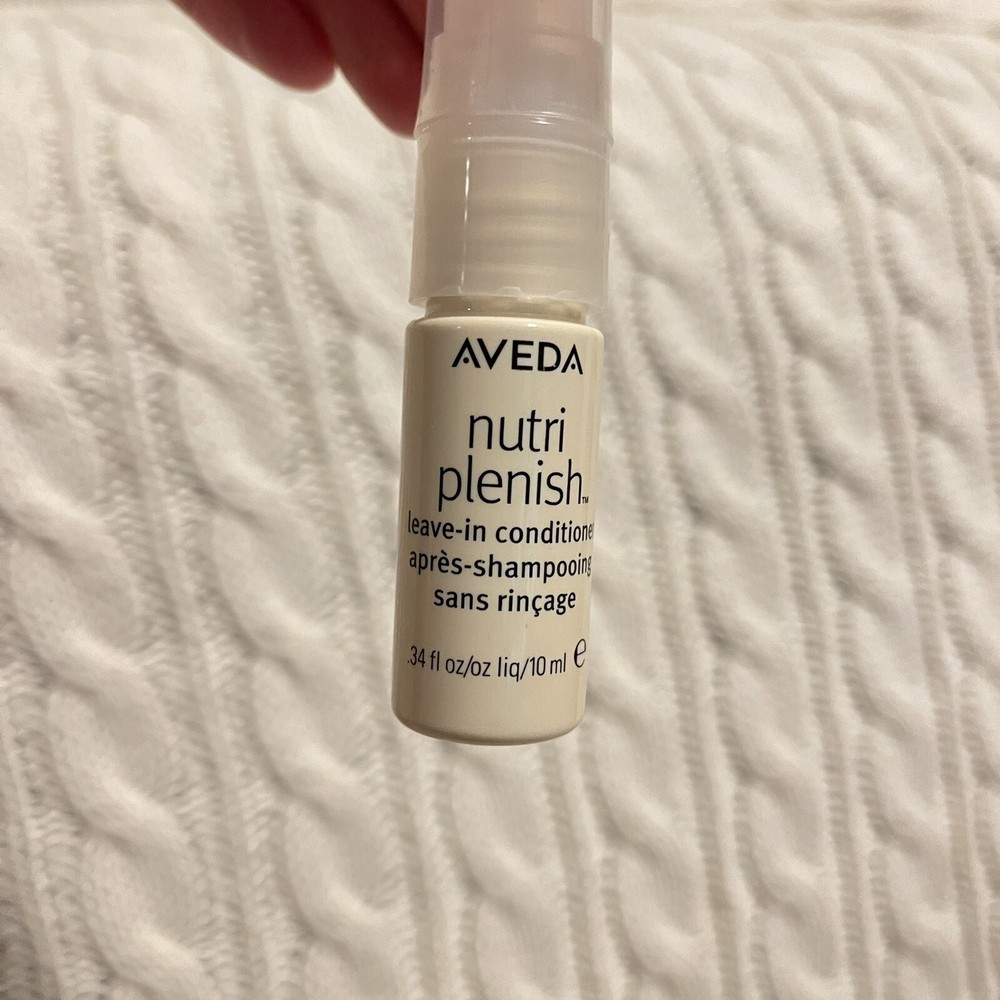 AVEDA
nutri
plenish™
leave-in conditioner
après-shampooing
sans rinçage
.34 fl oz/oz liq/10 ml ℮